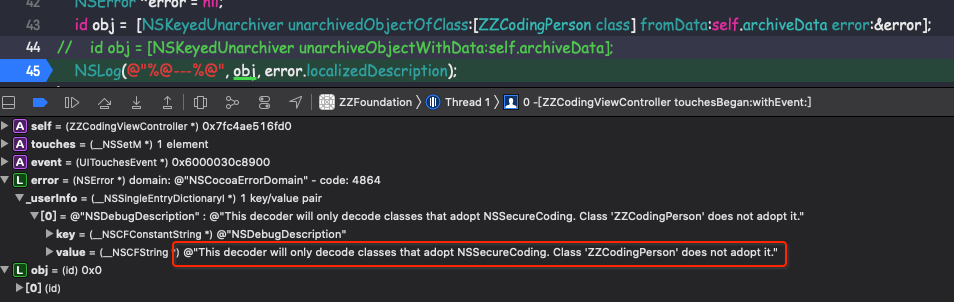 42 NSError *error = nil;
43 id obj = [NSKeyedUnarchiver unarchivedObjectOfClass:[ZZCodingPerson class] fromData:self.archiveData error:&error];
44 // id obj = [NSKeyedUnarchiver unarchiveObjectWithData:self.archiveData];
45 NSLog(@"%@---%@", obj, error.localizedDescription);
ZZFoundation Thread 1 0 -[ZZCodingViewController touchesBegan:withEvent:]
A self = (ZZCodingViewController *) 0x7fc4ae516fd0
A touches = (__NSSetM *) 1 element
A event = (UITouchesEvent *) 0x6000030c8900
L error = (NSError *) domain: @"NSCocoaErrorDomain" - code: 4864
_userInfo = (__NSSingleEntryDictionaryI *) 1 key/value pair
[0] = @"NSDebugDescription" : @"This decoder will only decode classes that adopt NSSecureCoding. Class 'ZZCodingPerson' does not adopt it."
key = (__NSCFConstantString *) @"NSDebugDescription"
value = (__NSCFString *) @"This decoder will only decode classes that adopt NSSecureCoding. Class 'ZZCodingPerson' does not adopt it."
L obj = (id) 0x0
[0] (id)